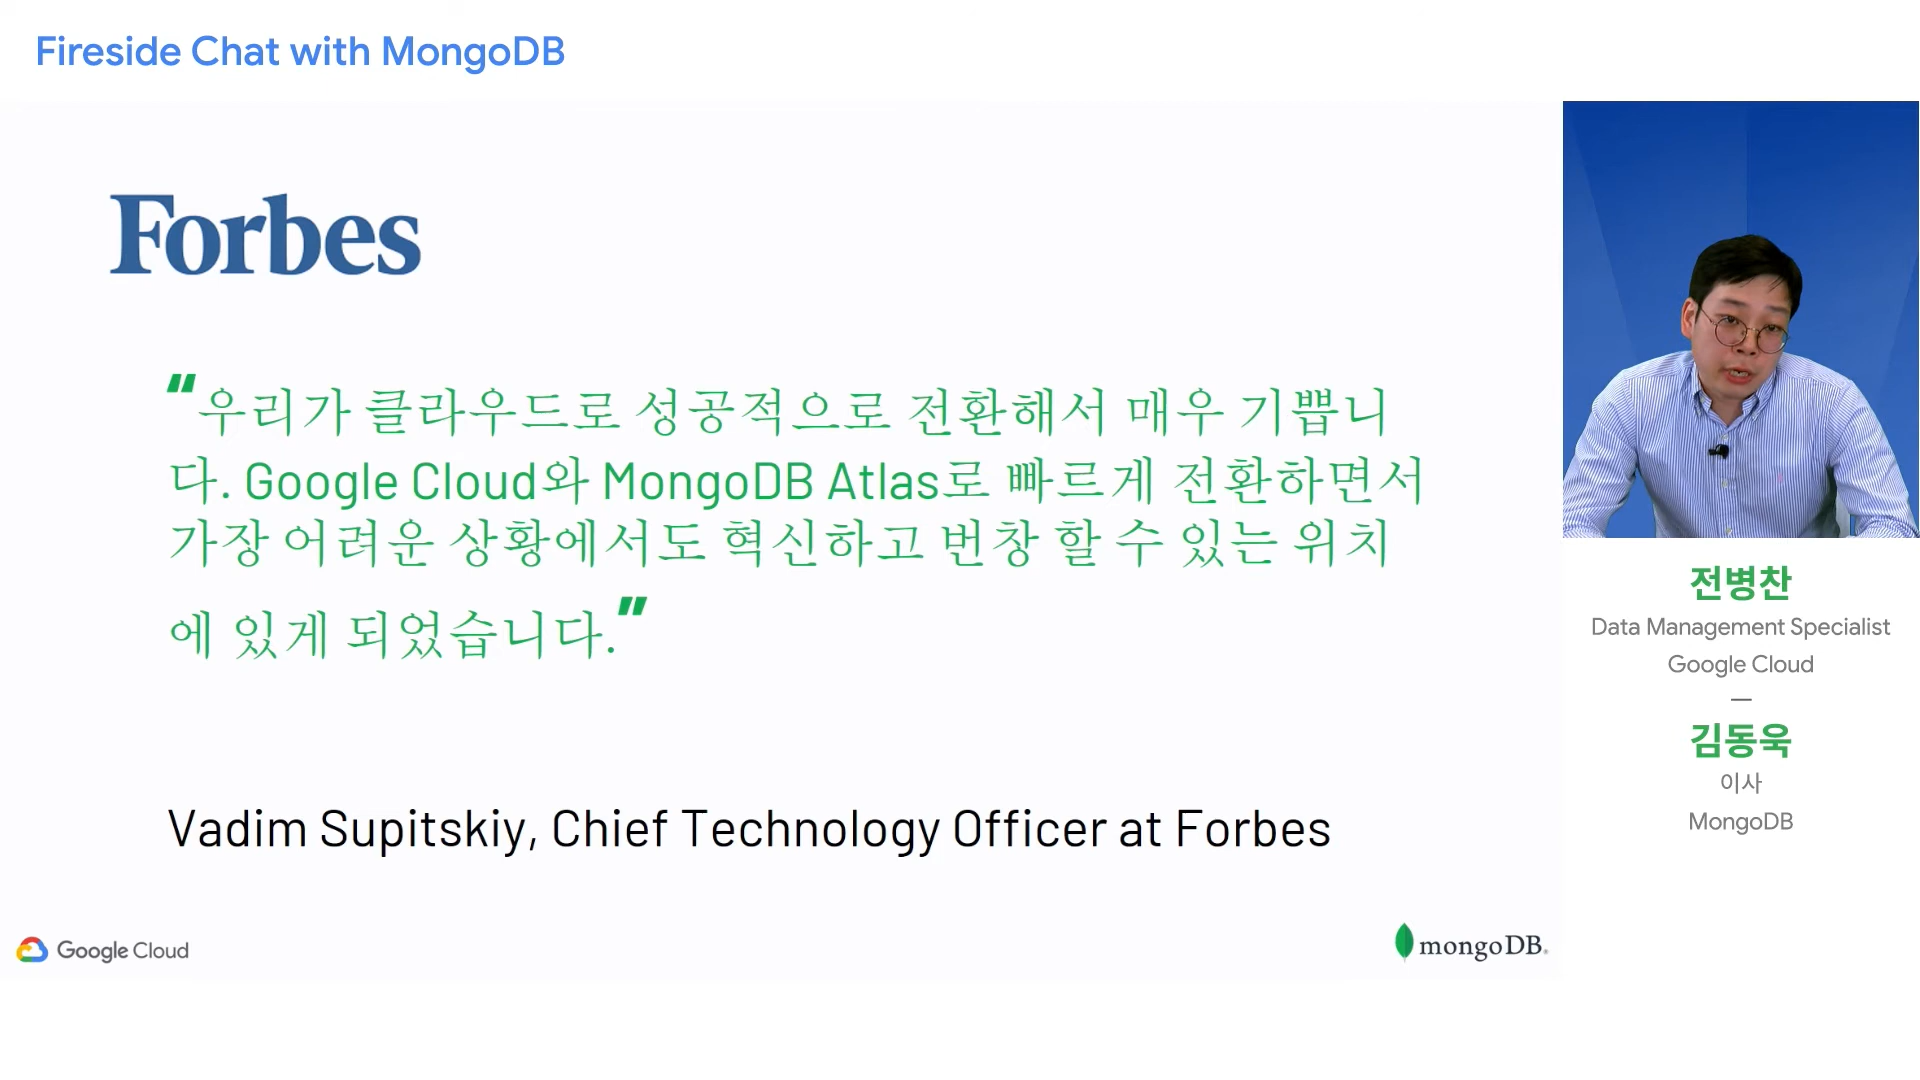 Fireside Chat with MongoDB
Forbes
"우리가 클라우드로 성공적으로 전환해서 매우 기쁩니
다. Google Cloud와 MongoDB Atlas로 빠르게 전환하면서
가장 어려운 상황에서도 혁신하고 번창 할 수 있는 위치
에 있게 되었습니다."
Vadim Supitskiy, Chief Technology Officer at Forbes
Google Cloud
mongoDB.
전병찬
Data Management Specialist
Google Cloud
—
김동욱
이사
MongoDB